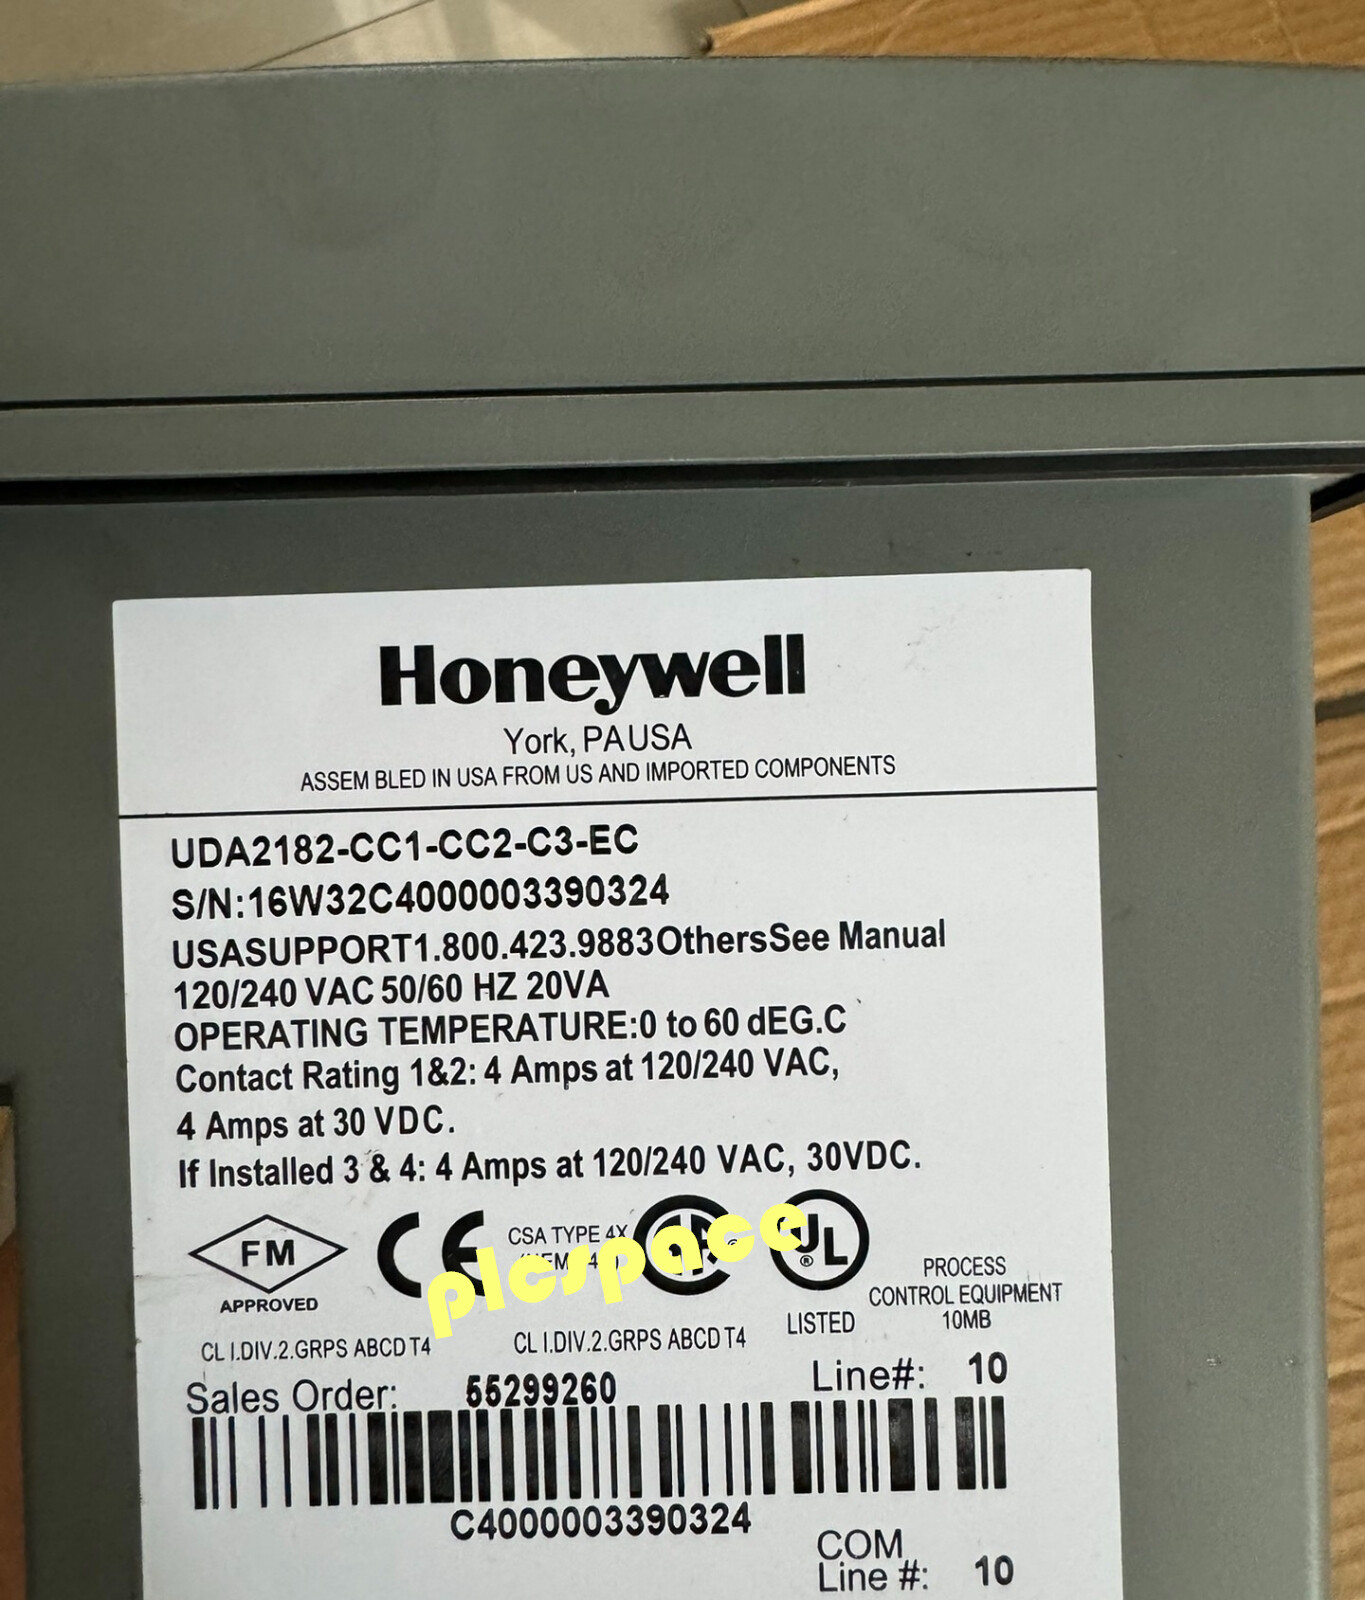 Honeywell
York, PA USA
ASSEM BLED IN USA FROM US AND IMPORTED COMPONENTS
UDA2182-CC1-CC2-C3-EC
S/N:16W32C4000003390324
USASUPPORT1.800.423.9883OthersSee Manual
120/240 VAC 50/60 HZ 20VA
OPERATING TEMPERATURE:0 to 60 dEG.C
Contact Rating 1&2: 4 Amps at 120/240 VAC,
4 Amps at 30 VDC.
If Installed 3 & 4: 4 Amps at 120/240 VAC, 30VDC.
FM
APPROVED
CE
CSA TYPE 4X
UL
®
LISTED
PROCESS
CONTROL EQUIPMENT
10MB
plcspace
CL I.DIV.2.GRPS ABCD T4
CL I.DIV.2.GRPS ABCD T4
Sales Order: 55299260
Line#: 10
C4000003390324
COM
Line #: 10